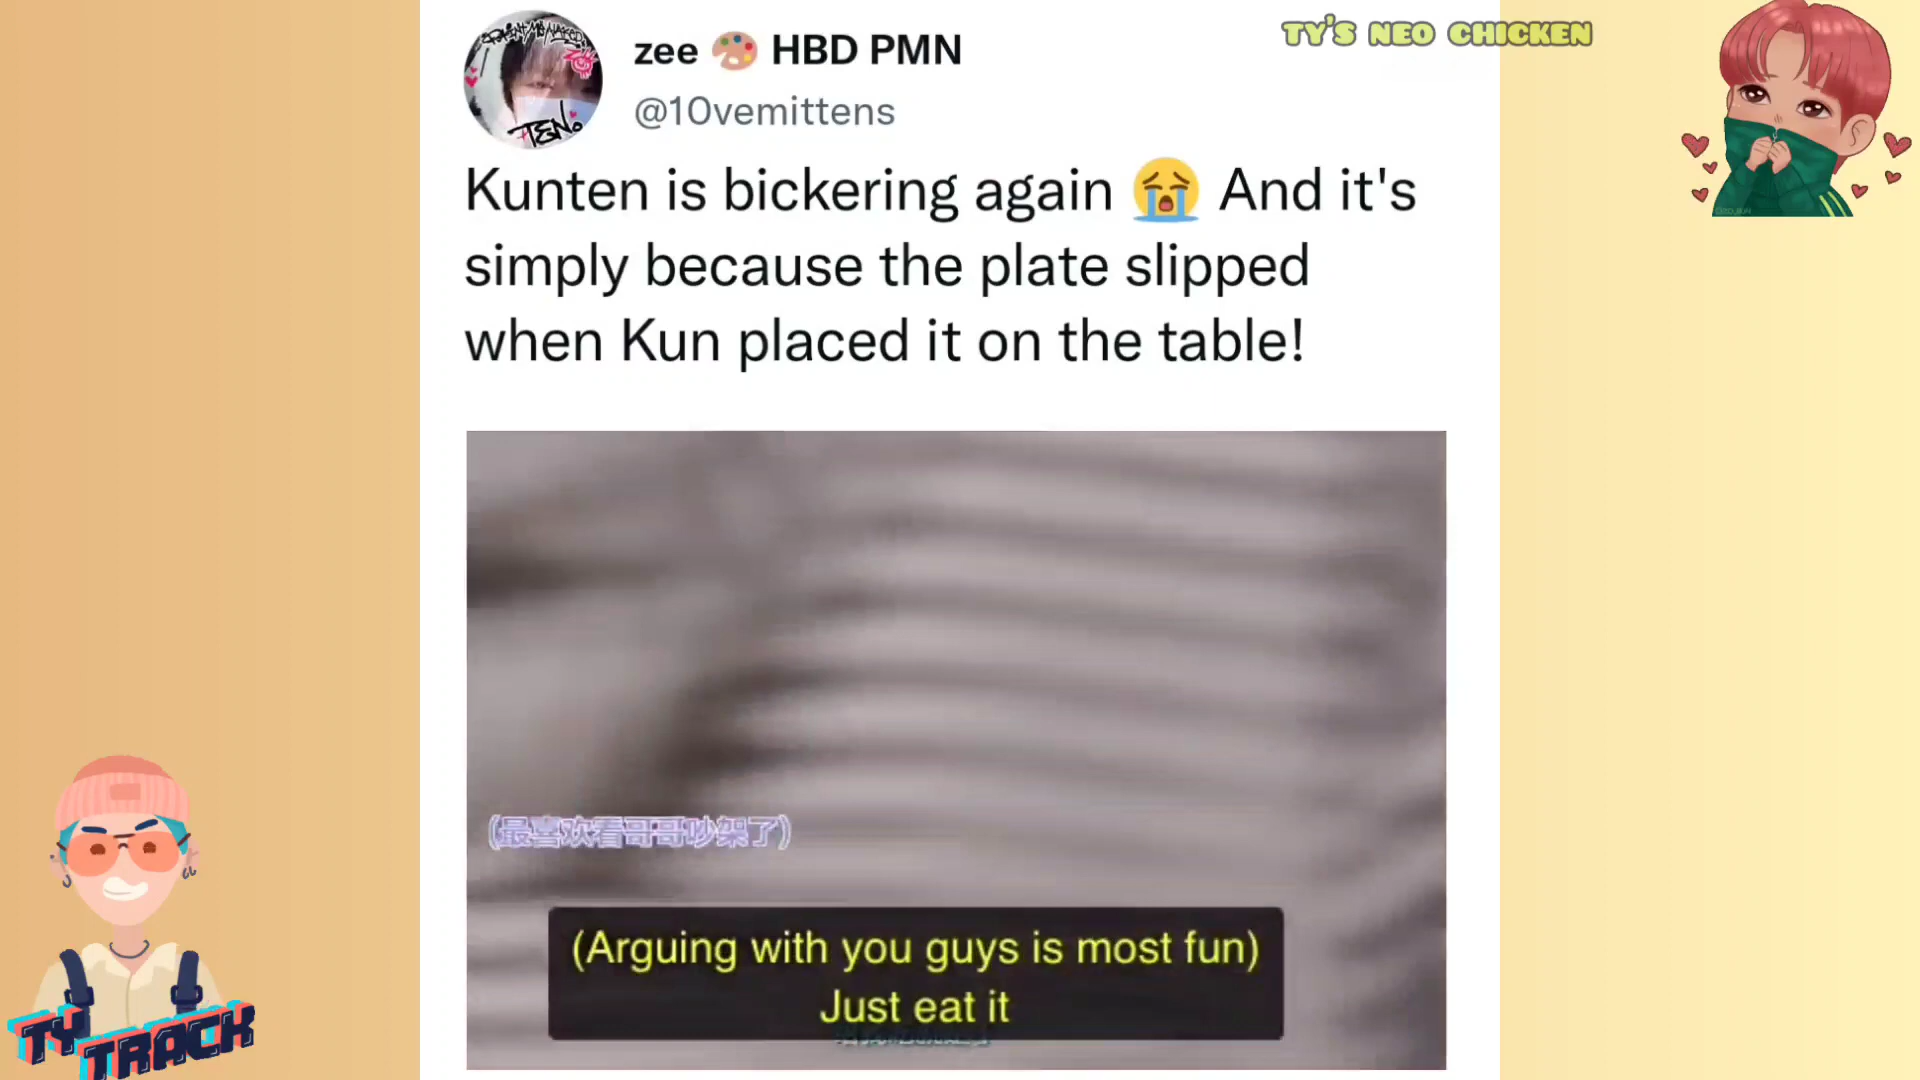 TY'S NEO CHICKEN
zee 🎨 HBD PMN
@10vemittens
Kunten is bickering again 😭 And it's
simply because the plate slipped
when Kun placed it on the table!
(最喜欢看哥哥吵架了)
(Arguing with you guys is most fun)
Just eat it
TEN
TY
TRACK